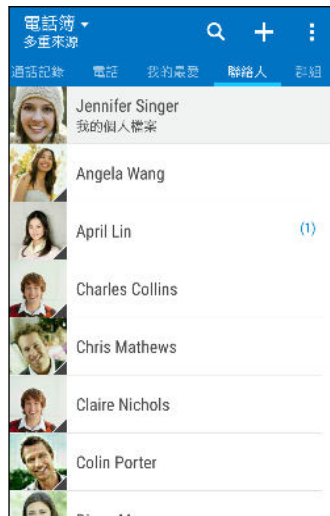 電話簿
多重來源
通話記錄 電話 我的最愛 聯絡人 群組
Jennifer Singer
我的個人檔案
Angela Wang
April Lin (1)
Charles Collins
Chris Mathews
Claire Nichols
Colin Porter